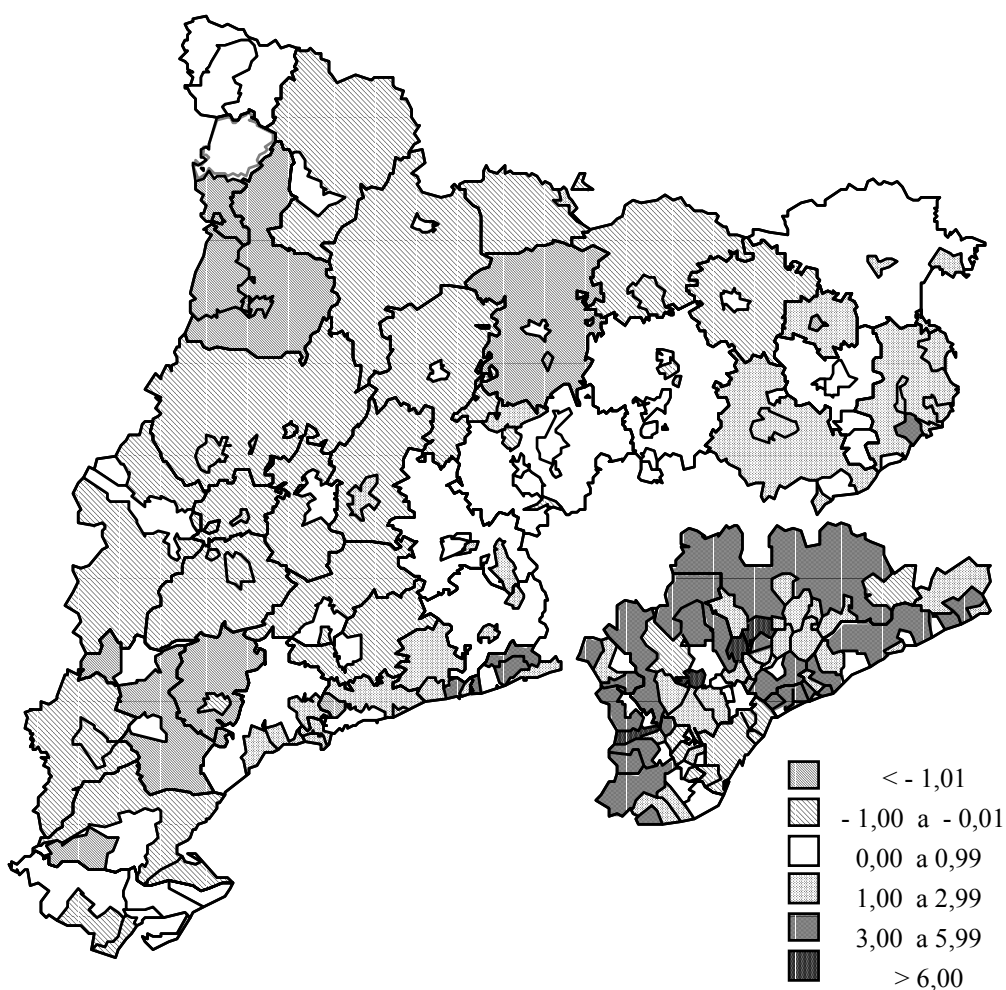 < - 1,01
- 1,00 a - 0,01
0,00 a 0,99
1,00 a 2,99
3,00 a 5,99
> 6,00